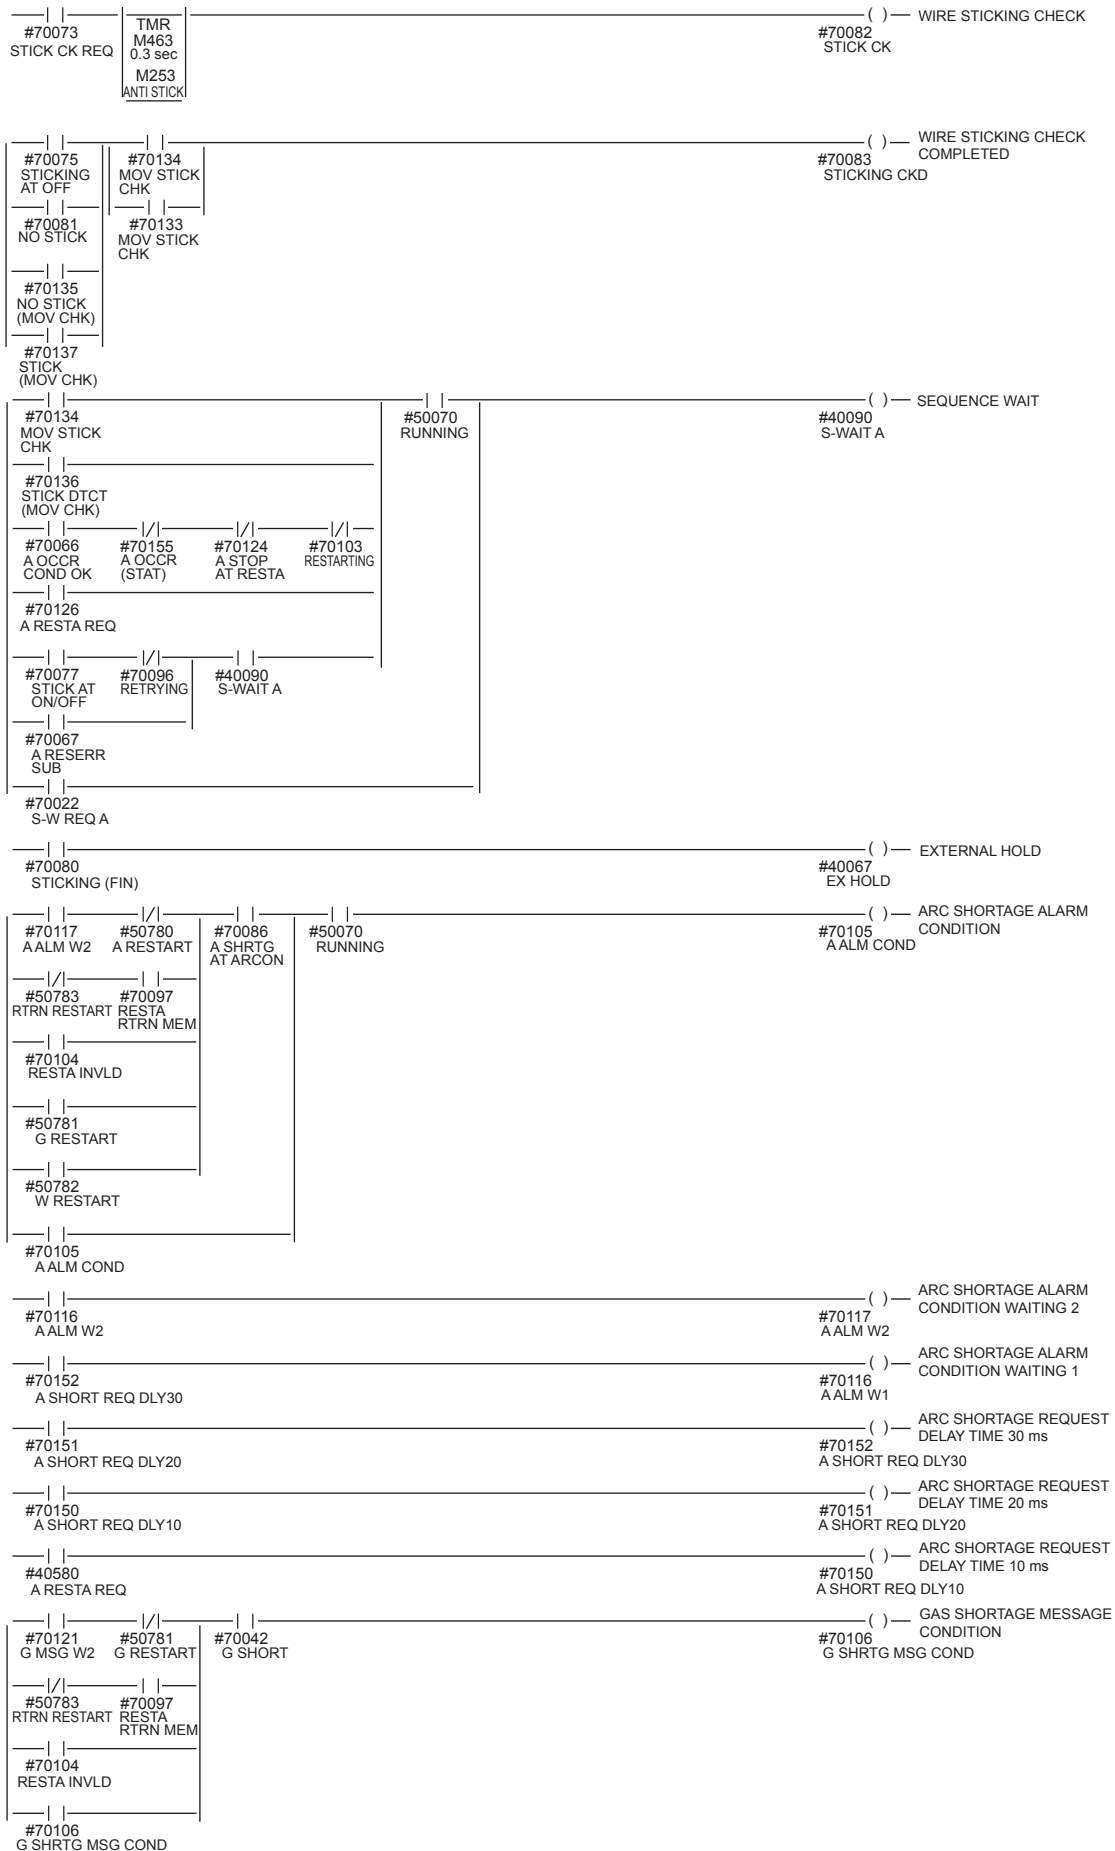 #70073
STICK CK REQ
TMR
M463
0.3 sec
M253
ANTI STICK
#70082
STICK CK
WIRE STICKING CHECK
#70075
STICKING
AT OFF
#70134
MOV STICK
CHK
#70083
STICKING CKD
WIRE STICKING CHECK
COMPLETED
#70081
NO STICK
#70133
MOV STICK
CHK
#70135
NO STICK
(MOV CHK)
#70137
STICK
(MOV CHK)
#70134
MOV STICK
CHK
#50070
RUNNING
#40090
S-WAIT A
SEQUENCE WAIT
#70136
STICK DTCT
(MOV CHK)
#70066
A OCCR
COND OK
#70155
A OCCR
(STAT)
#70124
A STOP
AT RESTA
#70103
RESTARTING
#70126
A RESTA REQ
#70077
STICK AT
ON/OFF
#70096
RETRYING
#40090
S-WAIT A
#70067
A RESERR
SUB
#70022
S-W REQ A
#70080
STICKING (FIN)
#40067
EX HOLD
EXTERNAL HOLD
#70117
A ALM W2
#50780
A RESTART
#70086
A SHRTG
AT ARCON
#50070
RUNNING
#70105
A ALM COND
ARC SHORTAGE ALARM
CONDITION
#50783
RTRN RESTART
#70097
RESTA
RTRN MEM
#70104
RESTA INVLD
#50781
G RESTART
#50782
W RESTART
#70105
A ALM COND
#70116
A ALM W2
#70117
A ALM W2
ARC SHORTAGE ALARM
CONDITION WAITING 2
#70152
A SHORT REQ DLY30
#70116
A ALM W1
ARC SHORTAGE ALARM
CONDITION WAITING 1
#70151
A SHORT REQ DLY20
#70152
A SHORT REQ DLY30
ARC SHORTAGE REQUEST
DELAY TIME 30 ms
#70150
A SHORT REQ DLY10
#70151
A SHORT REQ DLY20
ARC SHORTAGE REQUEST
DELAY TIME 20 ms
#40580
A RESTA REQ
#70150
A SHORT REQ DLY10
ARC SHORTAGE REQUEST
DELAY TIME 10 ms
#70121
G MSG W2
#50781
G RESTART
#70042
G SHORT
#70106
G SHRTG MSG COND
GAS SHORTAGE MESSAGE
CONDITION
#50783
RTRN RESTART
#70097
RESTA
RTRN MEM
#70104
RESTA INVLD
#70106
G SHRTG MSG COND